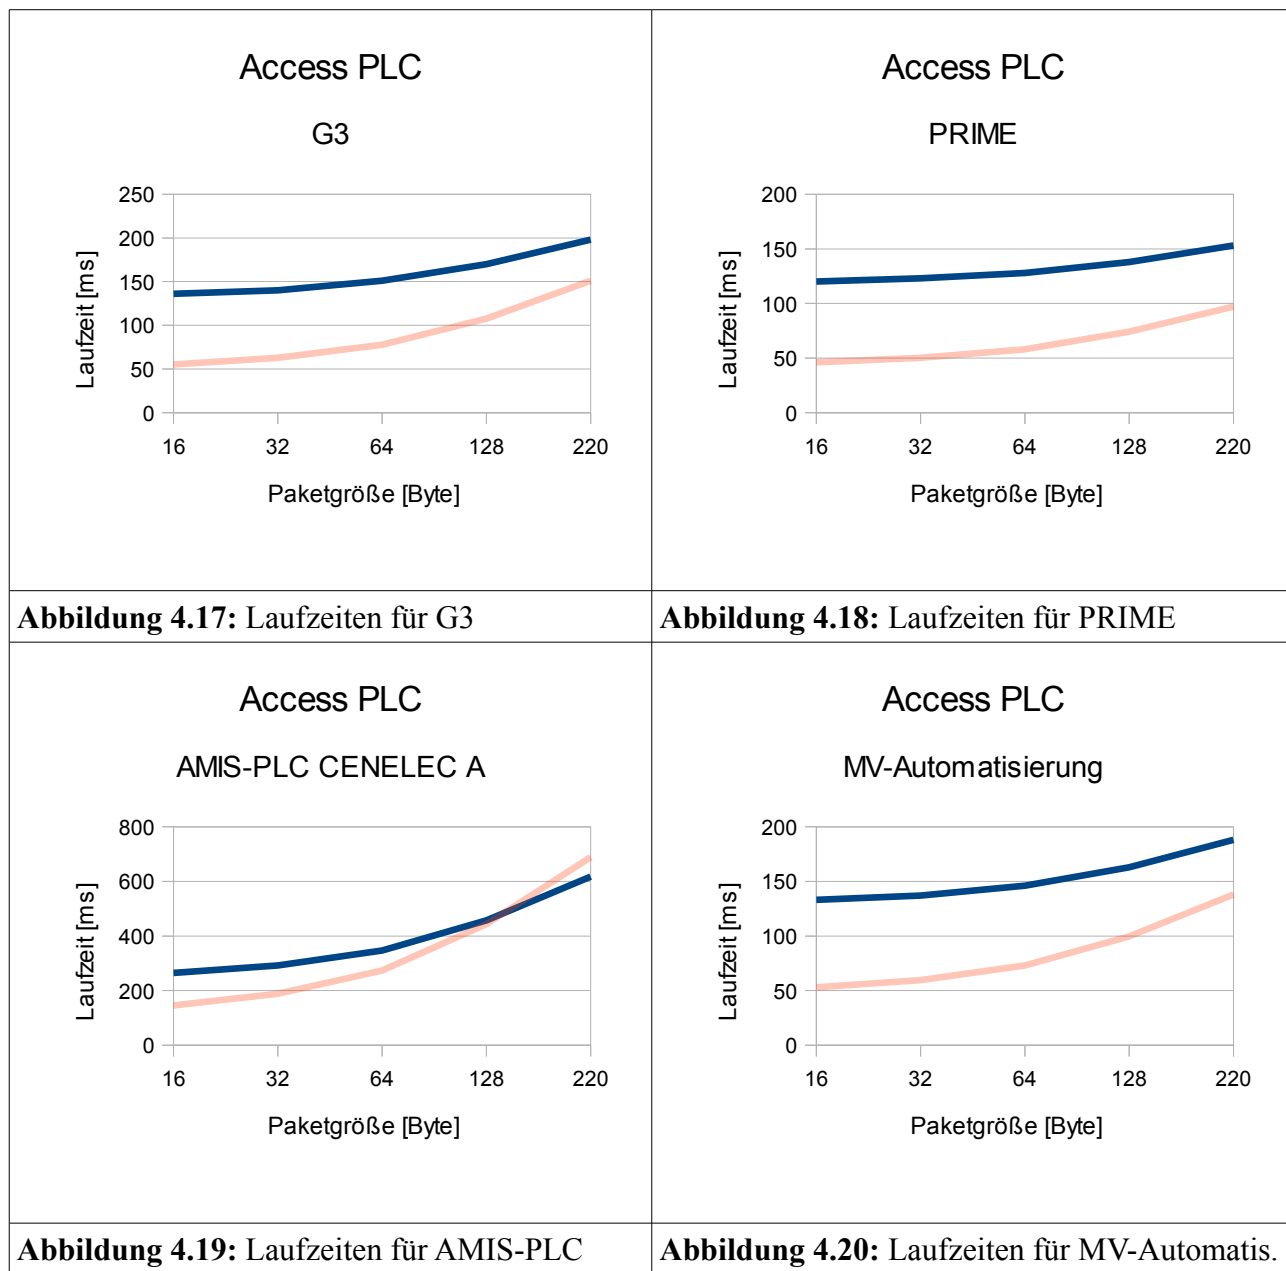 Access PLC
G3
250
200
150
100
50
0
Laufzeit [ms]
16 32 64 128 220
Paketgröße [Byte]
Abbildung 4.17: Laufzeiten für G3
Access PLC
PRIME
200
150
100
50
0
Laufzeit [ms]
16 32 64 128 220
Paketgröße [Byte]
Abbildung 4.18: Laufzeiten für PRIME
Access PLC
AMIS-PLC CENELEC A
800
600
400
200
0
Laufzeit [ms]
16 32 64 128 220
Paketgröße [Byte]
Abbildung 4.19: Laufzeiten für AMIS-PLC
Access PLC
MV-Automatisierung
200
150
100
50
0
Laufzeit [ms]
16 32 64 128 220
Paketgröße [Byte]
Abbildung 4.20: Laufzeiten für MV-Automatis.